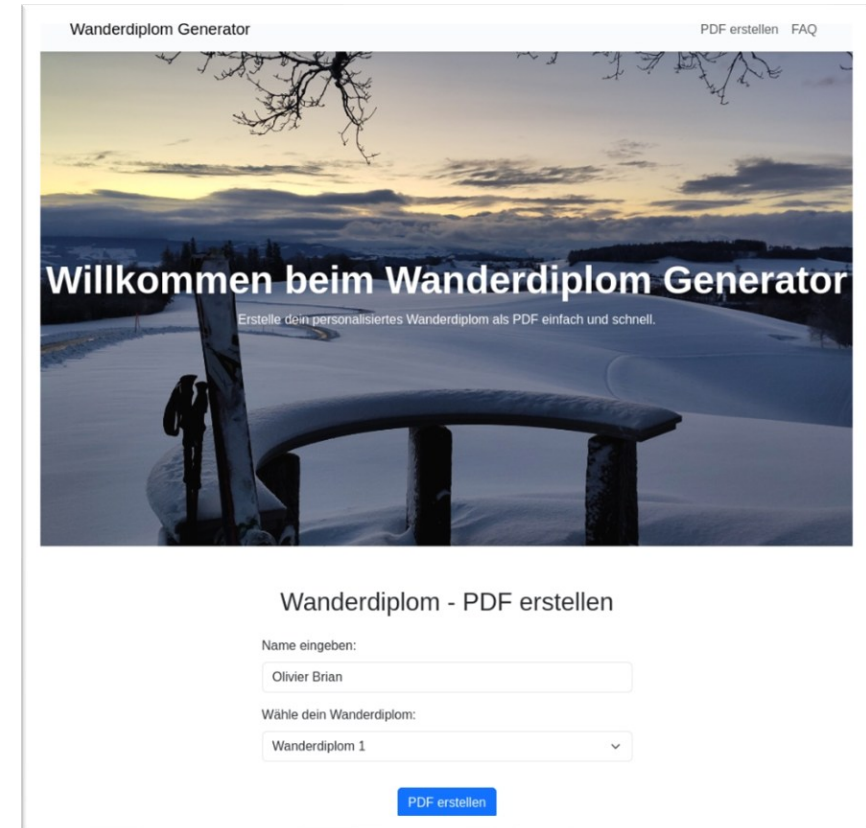 Wanderdiplom Generator
PDF erstellen FAQ
Willkommen beim Wanderdiplom Generator
Erstelle dein personalisiertes Wanderdiplom als PDF einfach und schnell.
Wanderdiplom - PDF erstellen
Name eingeben:
Olivier Brian
Wähle dein Wanderdiplom:
Wanderdiplom 1
PDF erstellen